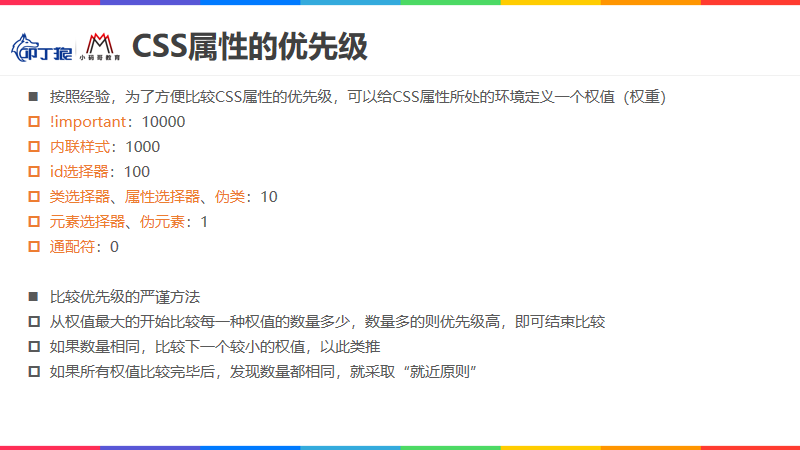 叩丁狼
小码哥教育
CSS属性的优先级
按照经验，为了方便比较CSS属性的优先级，可以给CSS属性所处的环境定义一个权值（权重）
!important：10000
内联样式：1000
id选择器：100
类选择器、属性选择器、伪类：10
元素选择器、伪元素：1
通配符：0
比较优先级的严谨方法
从权值最大的开始比较每一种权值的数量多少，数量多的则优先级高，即可结束比较
如果数量相同，比较下一个较小的权值，以此类推
如果所有权值比较完毕后，发现数量都相同，就采取“就近原则”